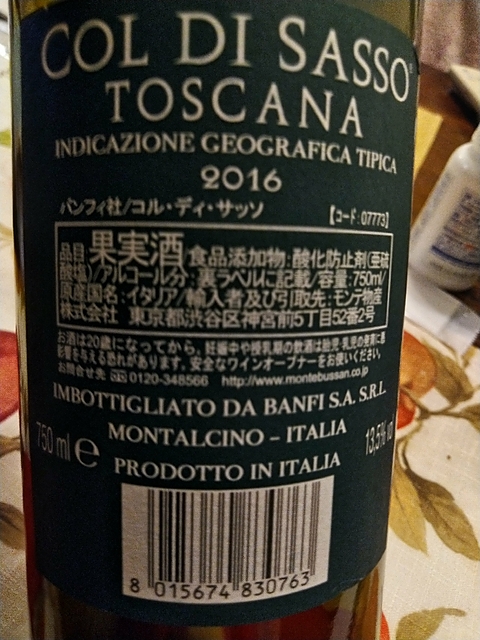 COL DI SASSO
TOSCANA
INDICAZIONE GEOGRAFICA TIPICA
2016
バンフィ社/コル・ディ・サッソ 【コード:07773】
品目 果実酒/食品添加物:酸化防止剤(亜硫
酸塩)/アルコール分:裏ラベルに記載/容量:750ml/
原産国名:イタリア/輸入者及び引取先:モンテ物産
株式会社 東京都渋谷区神宮前5丁目52番2号
お酒は20歳になってから。妊娠中や授乳期の飲酒は胎児・乳児の発育に悪
影響を与える恐れがあります。安全なワインオープナーをお使いください。
お問合せ先 0120-348566 http://www.montebussan.co.jp
IMBOTTIGLIATO DA BANFI S.A. S.R.L.
MONTALCINO – ITALIA
750 ml e 13,5%
PRODOTTO IN ITALIA
8 015674 830763